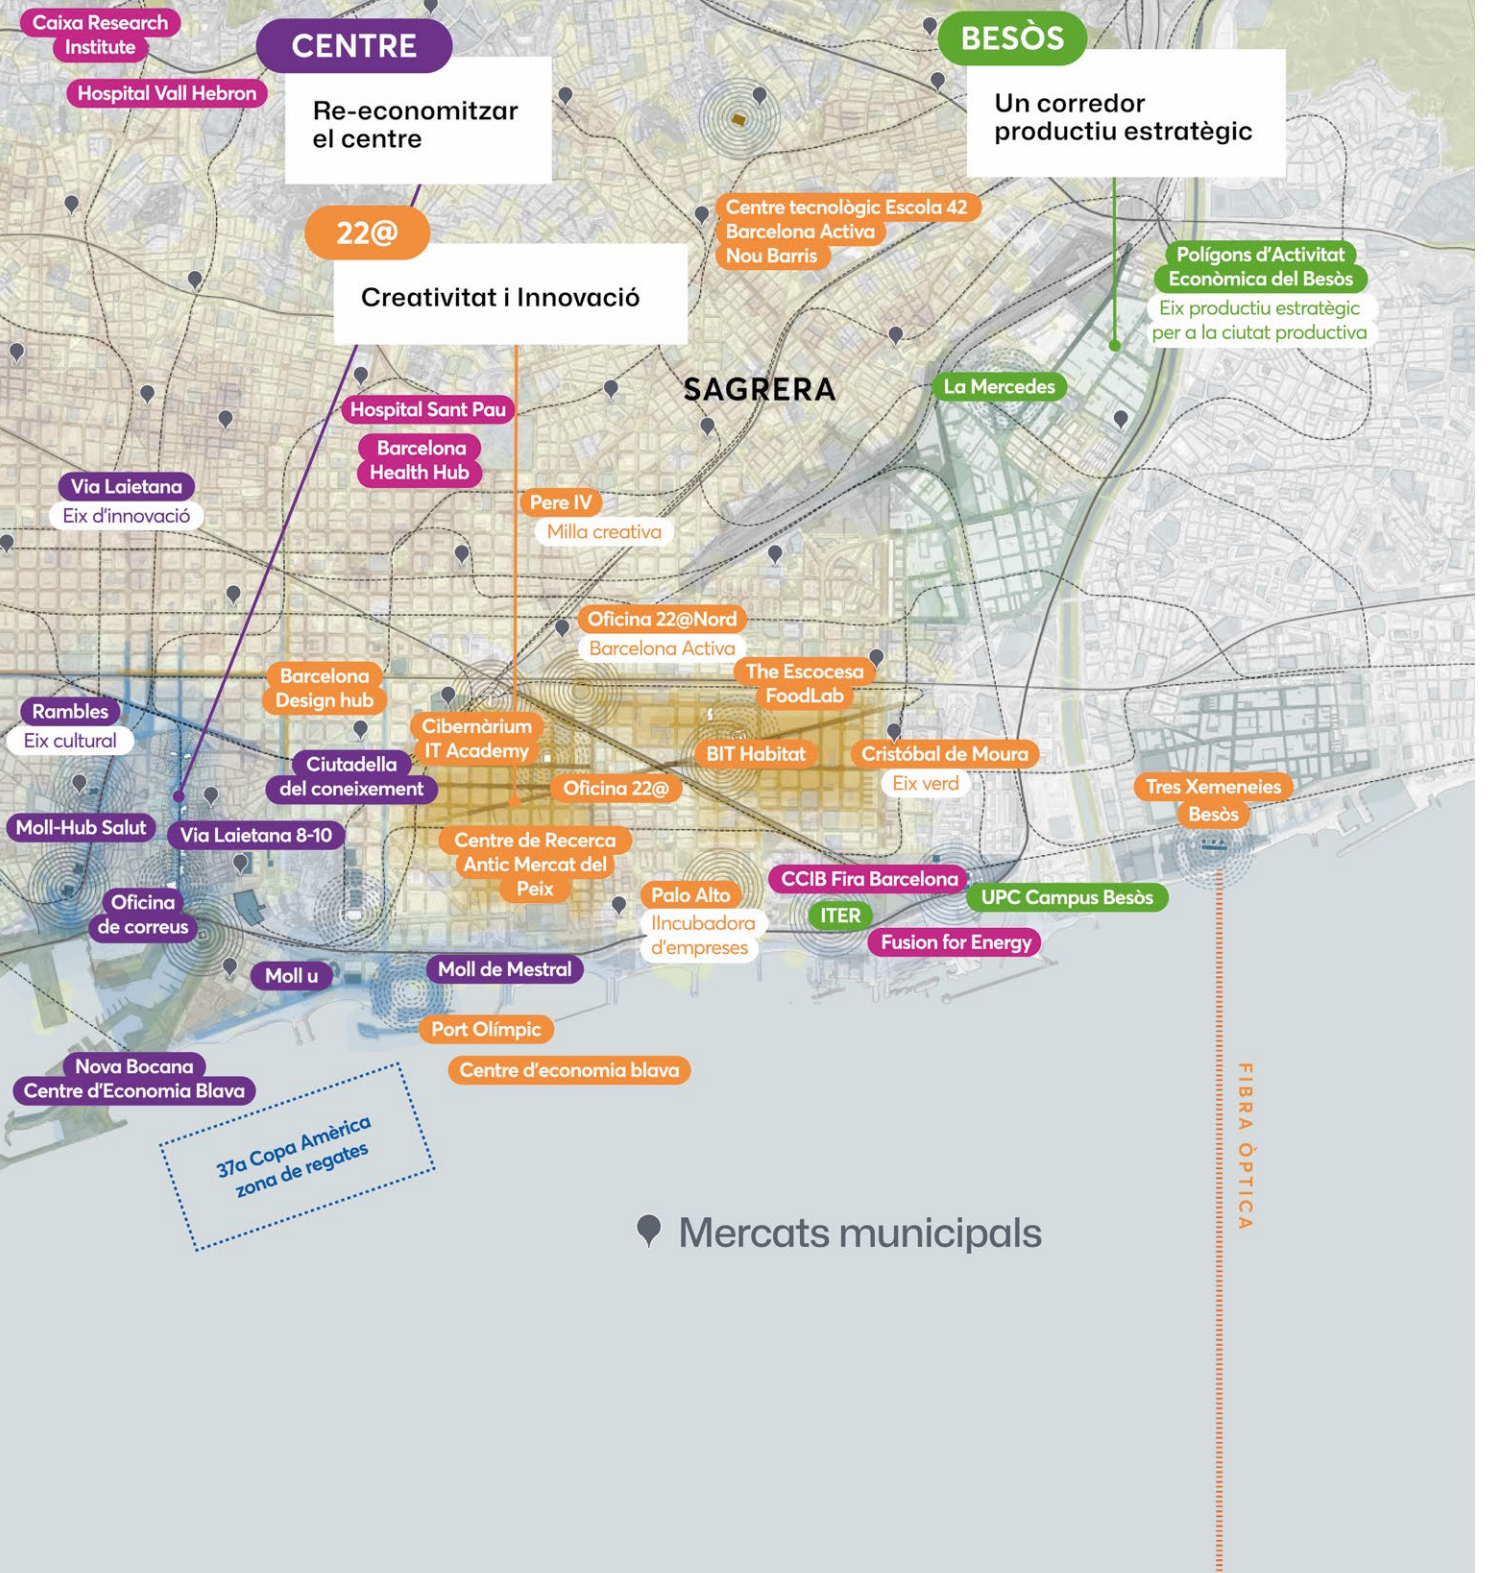 Caixa Research
Institute
Hospital Vall Hebron
CENTRE
Re-economitzar
el centre
BESÒS
Un corredor
productiu estratègic
22@
Creativitat i Innovació
Centre tecnològic Escola 42
Barcelona Activa
Nou Barris
Polígons d'Activitat
Econòmica del Besòs
Eix productiu estratègic
per a la ciutat productiva
SAGRERA
La Mercedes
Hospital Sant Pau
Barcelona
Health Hub
Via Laietana
Eix d'innovació
Pere IV
Milla creativa
Oficina 22@Nord
Barcelona Activa
The Escocesa
FoodLab
Barcelona
Design hub
Rambles
Eix cultural
Cibernàrium
IT Academy
BIT Habitat
Cristóbal de Moura
Eix verd
Ciutadella
del coneixement
Oficina 22@
Tres Xemeneies
Besòs
Moll-Hub Salut
Via Laietana 8-10
Centre de Recerca
Antic Mercat del
Peix
CCIB Fira Barcelona
Palo Alto
IIncubadora
d'empreses
UPC Campus Besòs
ITER
Fusion for Energy
Oficina
de correus
Moll u
Moll de Mestral
Port Olímpic
Centre d'economia blava
Nova Bocana
Centre d'Economia Blava
37a Copa Amèrica
zona de regates
FIBRA ÒPTICA
Mercats municipals